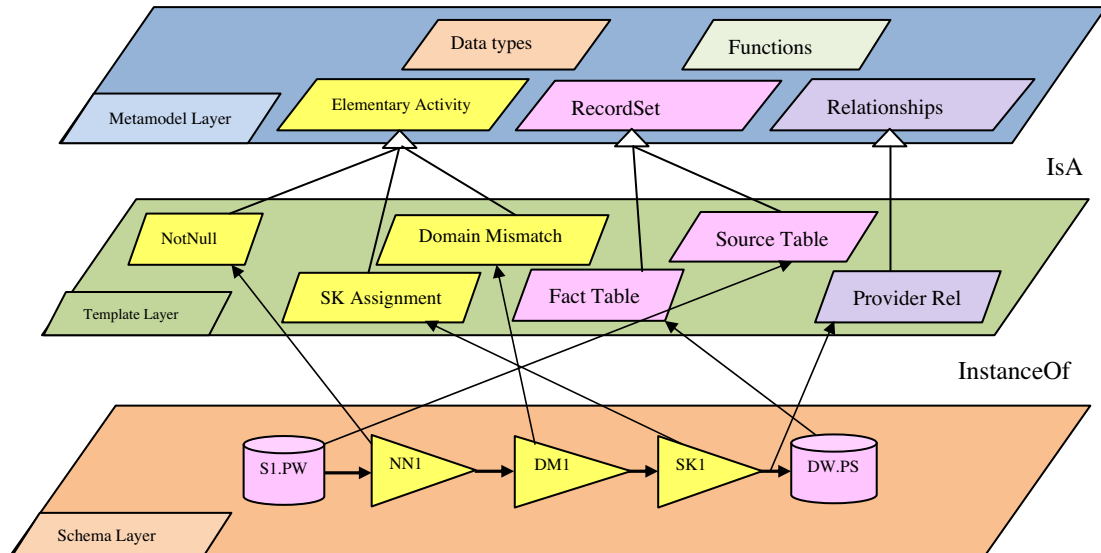 Data types
Functions
Elementary Activity
RecordSet
Relationships
Metamodel Layer
IsA
NotNull
Domain Mismatch
Source Table
SK Assignment
Fact Table
Provider Rel
Template Layer
InstanceOf
S1.PW
NN1
DM1
SK1
DW.PS
Schema Layer